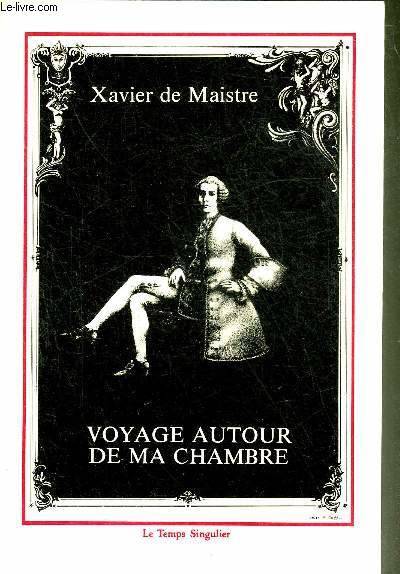 Le-livre.com
Xavier de Maistre
VOYAGE AUTOUR
DE MA CHAMBRE
Le Temps Singulier